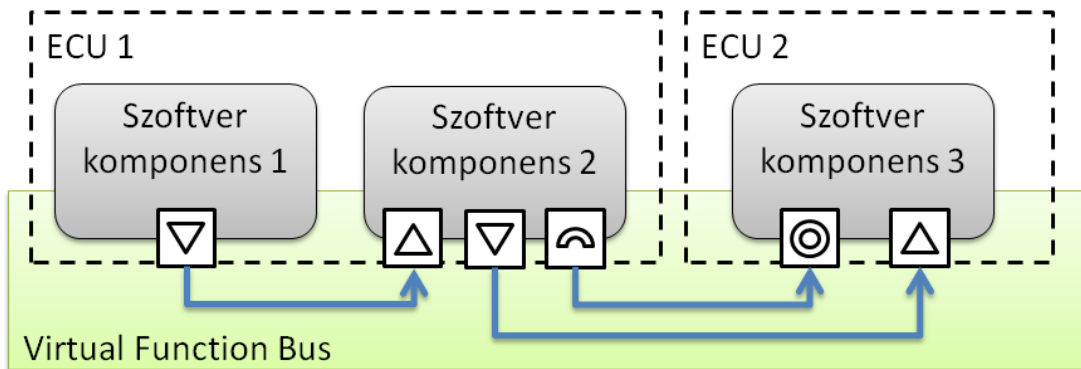 ECU 1
ECU 2
Szoftver
komponens 1
Szoftver
komponens 2
Szoftver
komponens 3
Virtual Function Bus